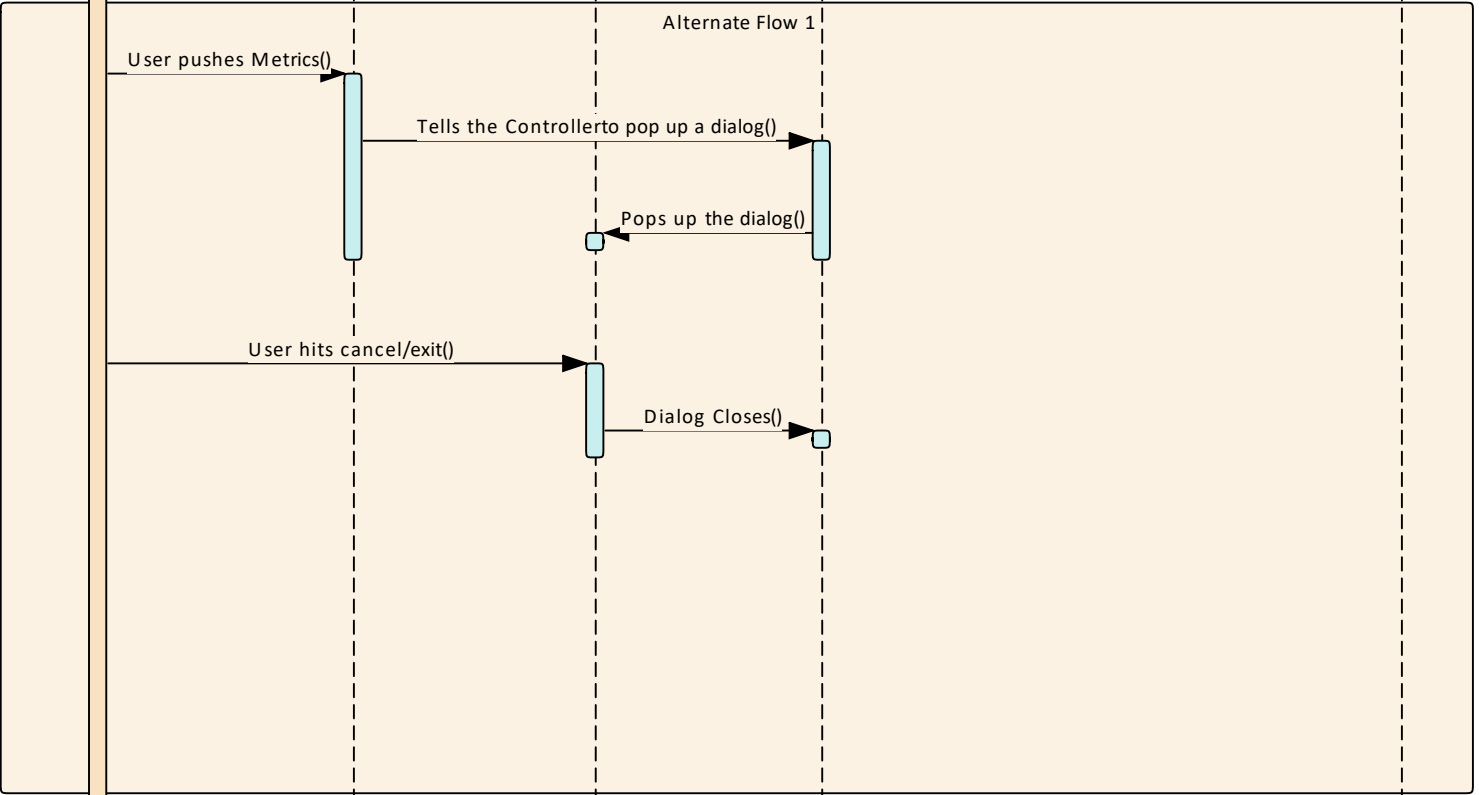 Alternate Flow 1
User pushes Metrics()
Tells the Controllerto pop up a dialog()
Pops up the dialog()
User hits cancel/exit()
Dialog Closes()